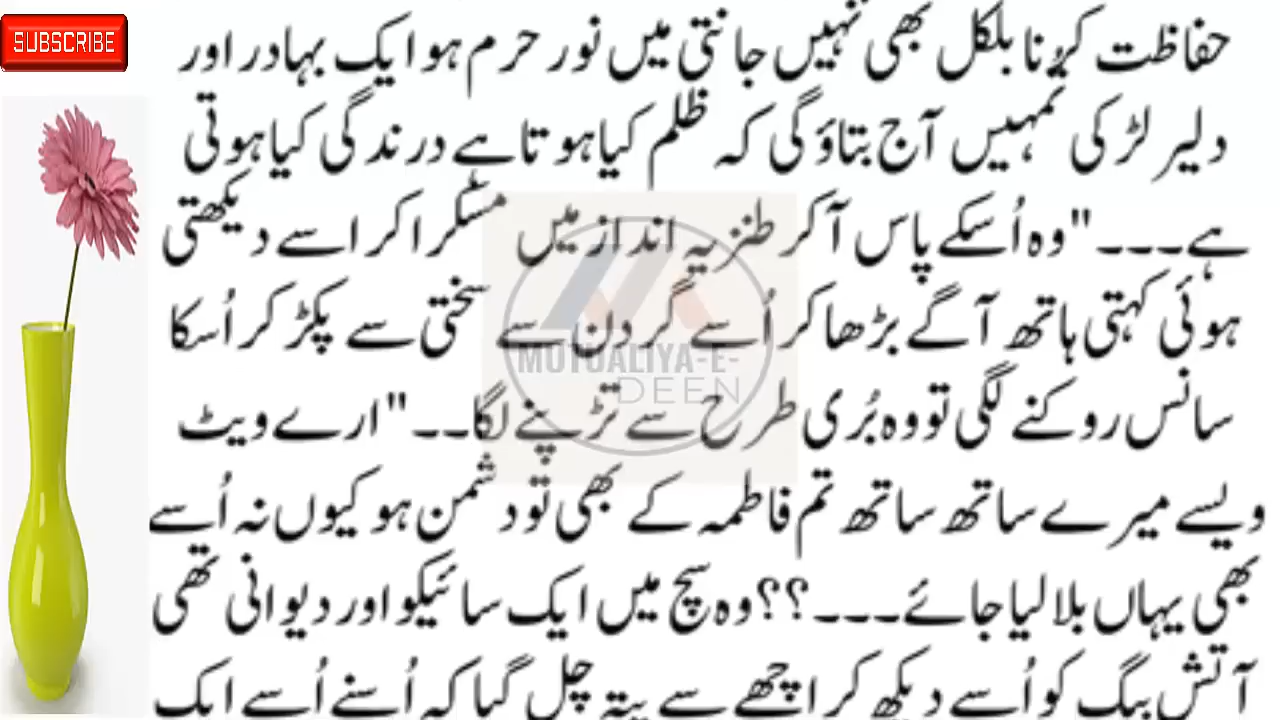 SUBSCRIBE
حفاظت کرنا بلکل بھی نہیں جانتی میں نور حرم ہو ایک بہادر اور
دلیر لڑکی تمہیں آج بتاؤ گی کہ ظلم کیا ہوتا ہے درندگی کیا ہوتی
ہے۔۔۔"وہ اُسکے پاس آ کر طنزیہ انداز میں مسکرا کر اسے دیکھتی
ہوئی کہتی ہاتھ آگے بڑھا کر اُسے گردن سے سختی سے پکڑ کر اُسکا
سانس روکنے لگی تو وہ بُری طرح سے تڑپنے لگا۔۔"ارے ویٹ
ویسے میرے ساتھ ساتھ تم فاطمہ کے بھی تو دشمن ہو کیوں نہ اُسے
بھی یہاں بلا لیا جائے۔۔۔؟؟وہ سچ میں ایک سائیکو اور دیوانی تھی
آتش بیگ کو اُسے دیکھ کر اچھے سے پتہ چل گیا کہ اُسنے اُسے ایک
MUTUALIYA-E-
DEEN